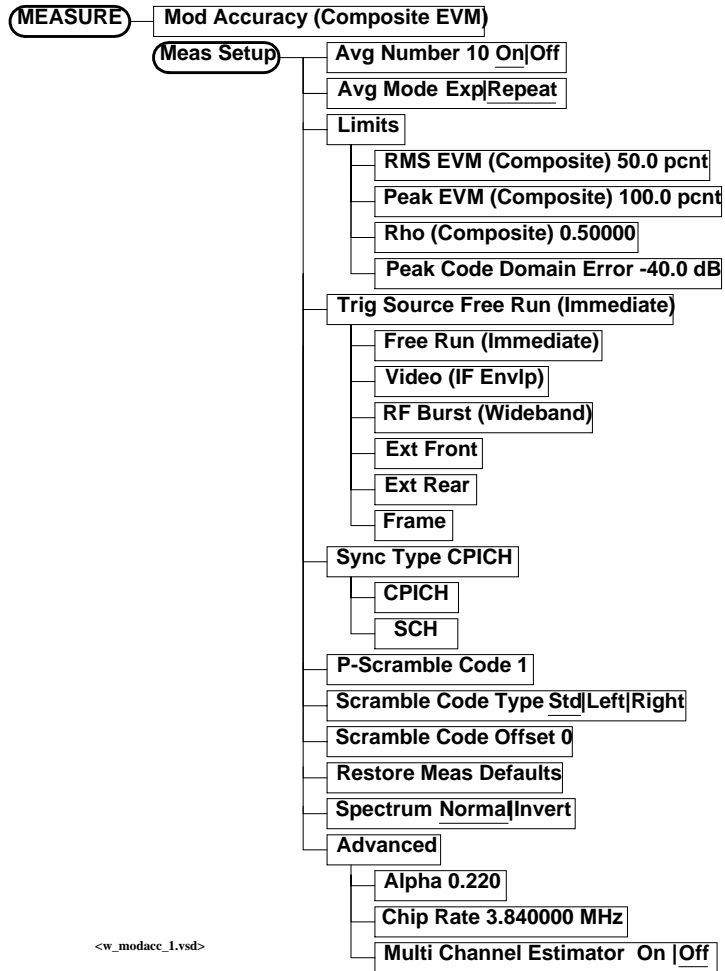 MEASURE
Mod Accuracy (Composite EVM)
Meas Setup
Avg Number 10 On|Off
Avg Mode Exp|Repeat
Limits
RMS EVM (Composite) 50.0 pcnt
Peak EVM (Composite) 100.0 pcnt
Rho (Composite) 0.50000
Peak Code Domain Error -40.0 dB
Trig Source Free Run (Immediate)
Free Run (Immediate)
Video (IF Envlp)
RF Burst (Wideband)
Ext Front
Ext Rear
Frame
Sync Type CPICH
CPICH
SCH
P-Scramble Code 1
Scramble Code Type Std|Left|Right
Scramble Code Offset 0
Restore Meas Defaults
Spectrum Normal|Invert
Advanced
Alpha 0.220
Chip Rate 3.840000 MHz
Multi Channel Estimator On |Off
<w_modacc_1.vsd>